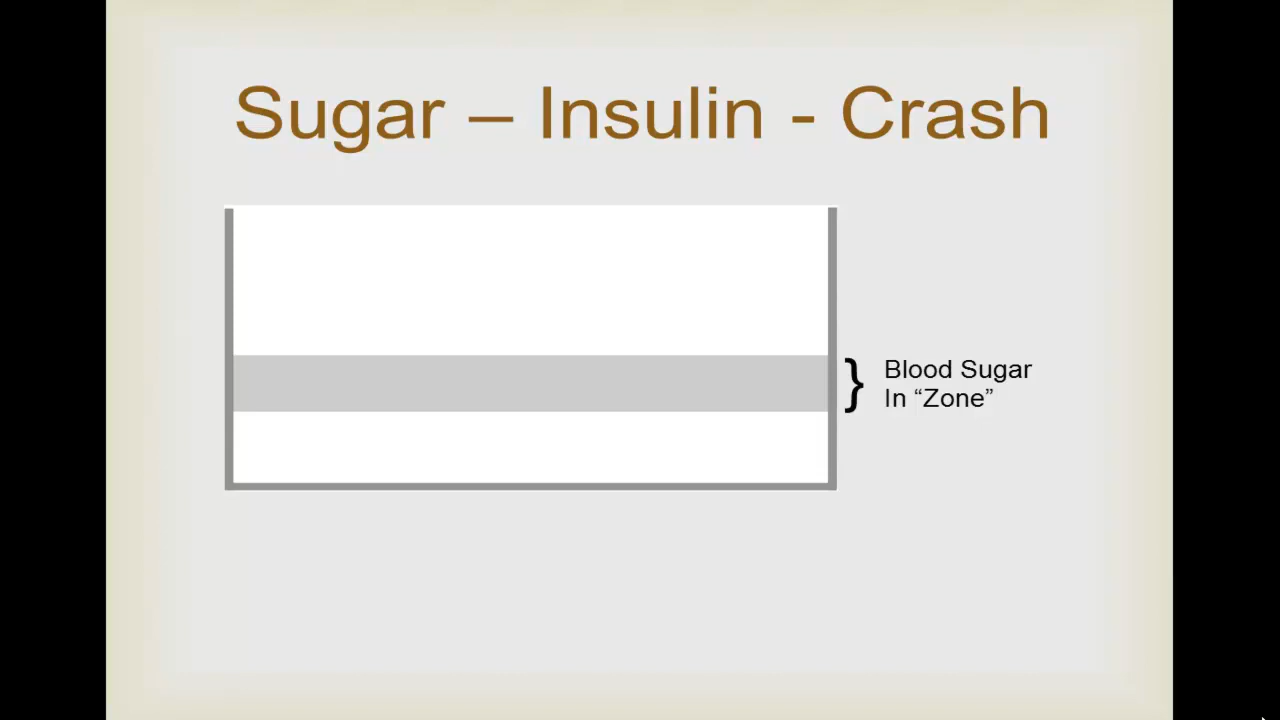 Sugar – Insulin - Crash
} Blood Sugar
In “Zone”